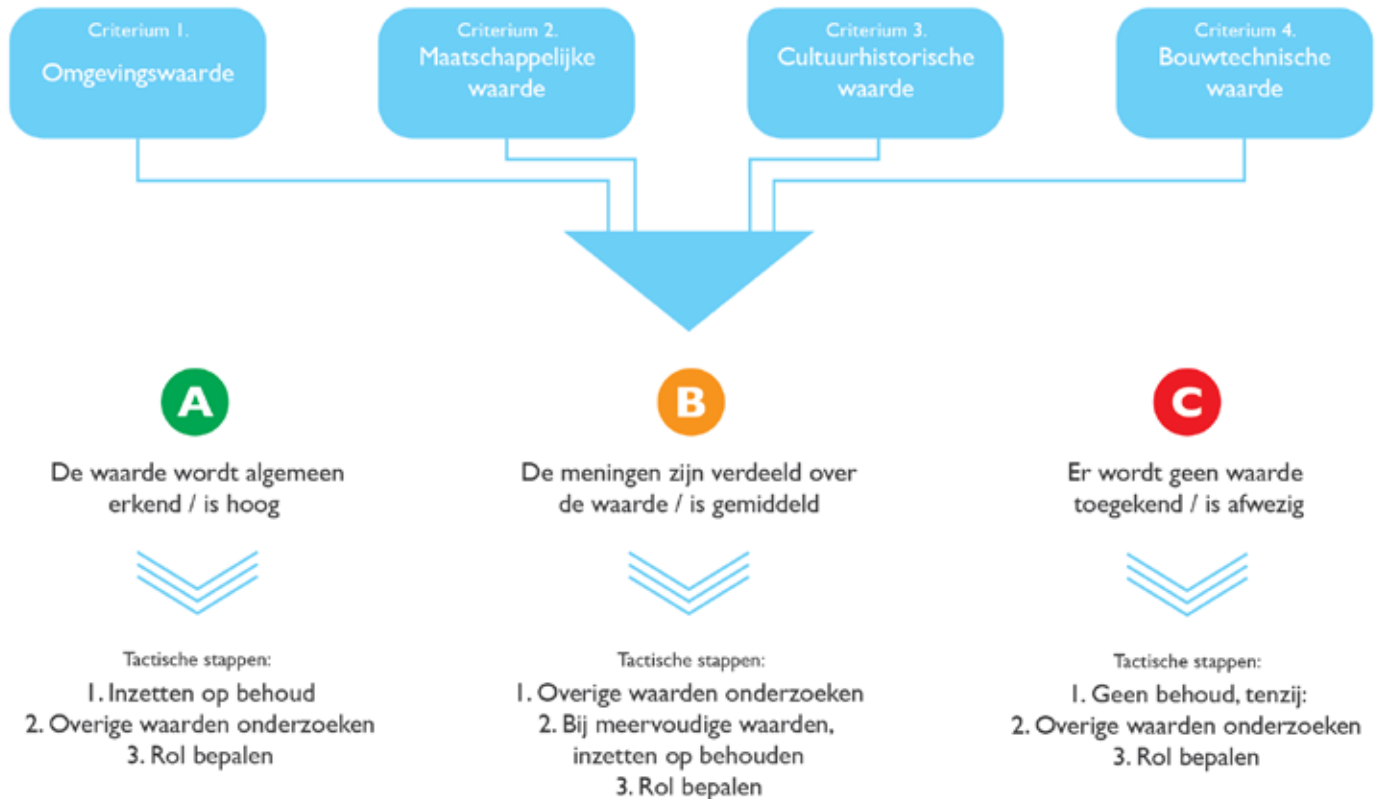 Criterium 1.
Omgevingswaarde
Criterium 2.
Maatschappelijke
waarde
Criterium 3.
Cultuurhistorische
waarde
Criterium 4.
Bouwtechnische
waarde
A
De waarde wordt algemeen
erkend / is hoog
Tactische stappen:
1. Inzetten op behoud
2. Overige waarden onderzoeken
3. Rol bepalen
B
De meningen zijn verdeeld over
de waarde / is gemiddeld
Tactische stappen:
1. Overige waarden onderzoeken
2. Bij meervoudige waarden,
inzetten op behouden
3. Rol bepalen
C
Er wordt geen waarde
toegekend / is afwezig
Tactische stappen:
1. Geen behoud, tenzij:
2. Overige waarden onderzoeken
3. Rol bepalen